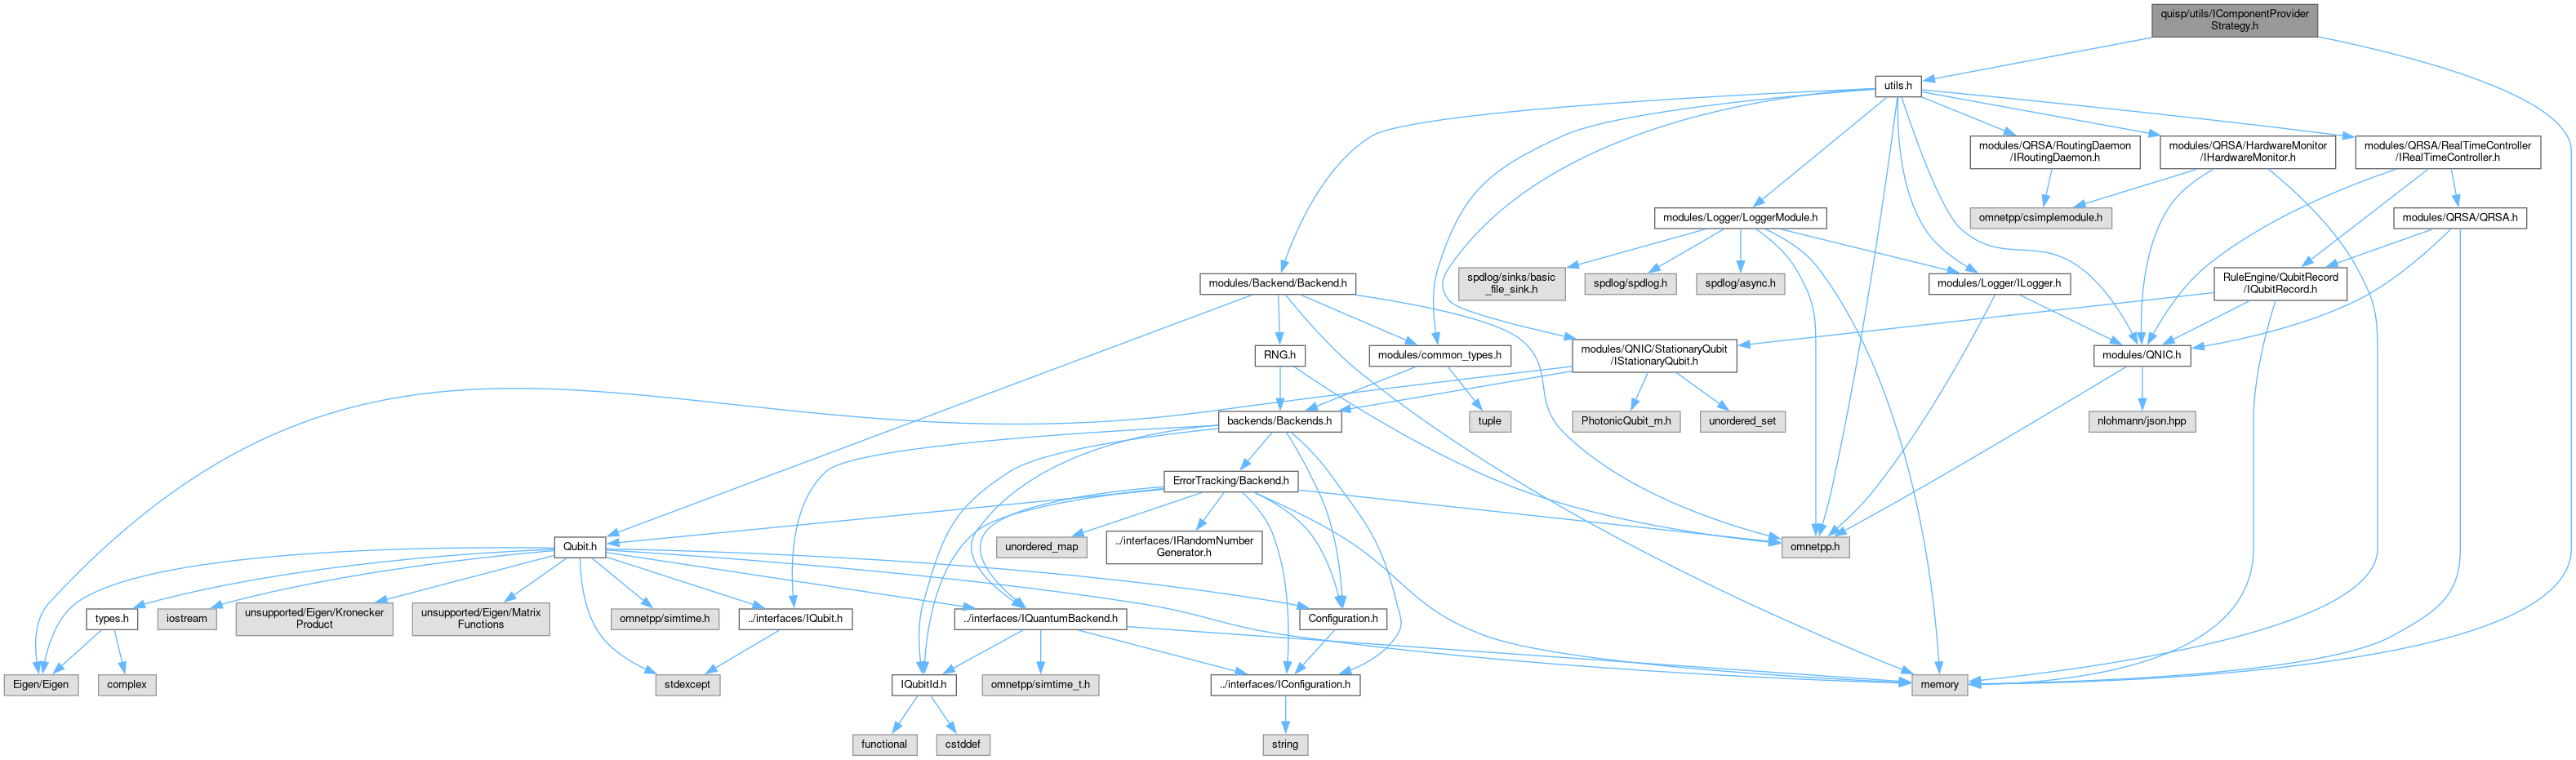 quisp/utils/IComponentProvider
Strategy.h
utils.h
modules/QRSA/RoutingDaemon
/IRoutingDaemon.h
modules/QRSA/HardwareMonitor
/IHardwareMonitor.h
modules/QRSA/RealTimeController
/IRealTimeController.h
modules/Logger/LoggerModule.h
omnetpp/csimplemodule.h
modules/QRSA/QRSA.h
modules/Backend/Backend.h
spdlog/sinks/basic
_file_sink.h
spdlog/spdlog.h
spdlog/async.h
modules/Logger/ILogger.h
RuleEngine/QubitRecord
/IQubitRecord.h
RNG.h
modules/common_types.h
modules/QNIC/StationaryQubit
/IStationaryQubit.h
modules/QNIC.h
backends/Backends.h
tuple
PhotonicQubit_m.h
unordered_set
nlohmann/json.hpp
ErrorTracking/Backend.h
Qubit.h
unordered_map
../interfaces/IRandomNumber
Generator.h
omnetpp.h
types.h
iostream
unsupported/Eigen/Kronecker
Product
unsupported/Eigen/Matrix
Functions
omnetpp/simtime.h
../interfaces/IQubit.h
../interfaces/IQuantumBackend.h
Configuration.h
Eigen/Eigen
complex
stdexcept
IQubitId.h
omnetpp/simtime_t.h
../interfaces/IConfiguration.h
memory
functional
cstddef
string